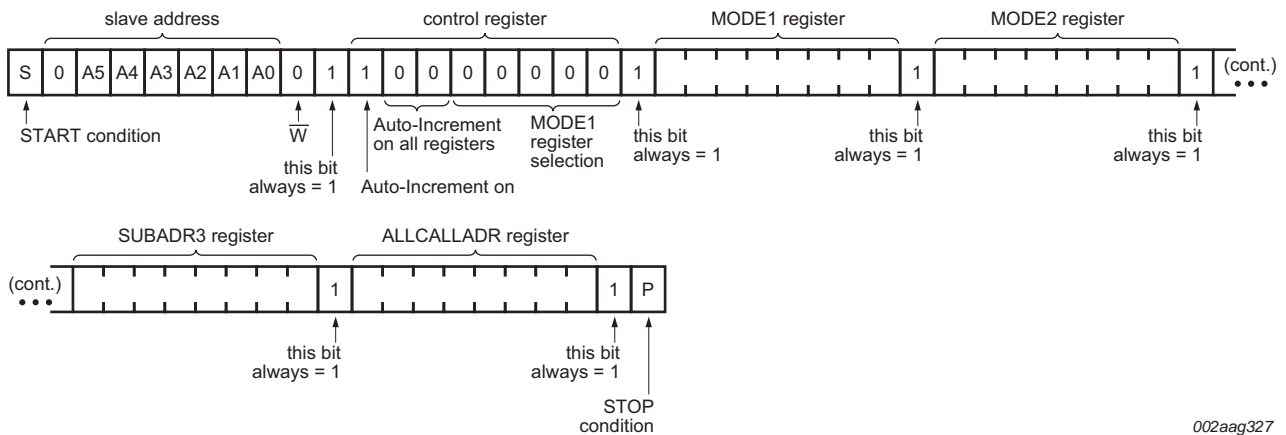 slave address control register MODE1 register MODE2 register
S 0 A5 A4 A3 A2 A1 A0 0 1 1 0 0 0 0 0 0 0 1 1 1 (cont.)
START condition
W
this bit
always = 1
Auto-Increment
on all registers
Auto-Increment on
MODE1
register
selection
this bit
always = 1
this bit
always = 1
this bit
always = 1
SUBADR3 register ALLCALLADR register
(cont.) 1 1 P
this bit
always = 1
this bit
always = 1
STOP
condition
002aag327